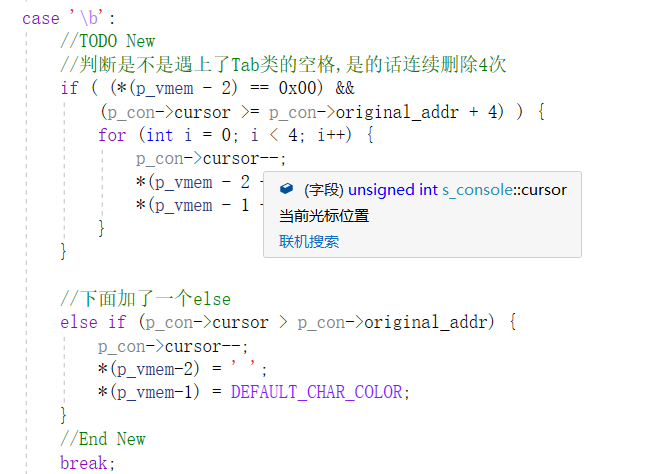 case '\b':
//TODO New
//判断是不是遇上了Tab类的空格,是的话连续删除4次
if ( (*(p_vmem - 2) == 0x00) &&
(p_con->cursor >= p_con->original_addr + 4) ) {
for (int i = 0; i < 4; i++) {
p_con->cursor--;
*(p_vmem - 2 -
*(p_vmem - 1 -
(字段) unsigned int s_console::cursor
当前光标位置
联机搜索
}
}
//下面加了一个else
else if (p_con->cursor > p_con->original_addr) {
p_con->cursor--;
*(p_vmem-2) = ' ';
*(p_vmem-1) = DEFAULT_CHAR_COLOR;
}
//End New
break;